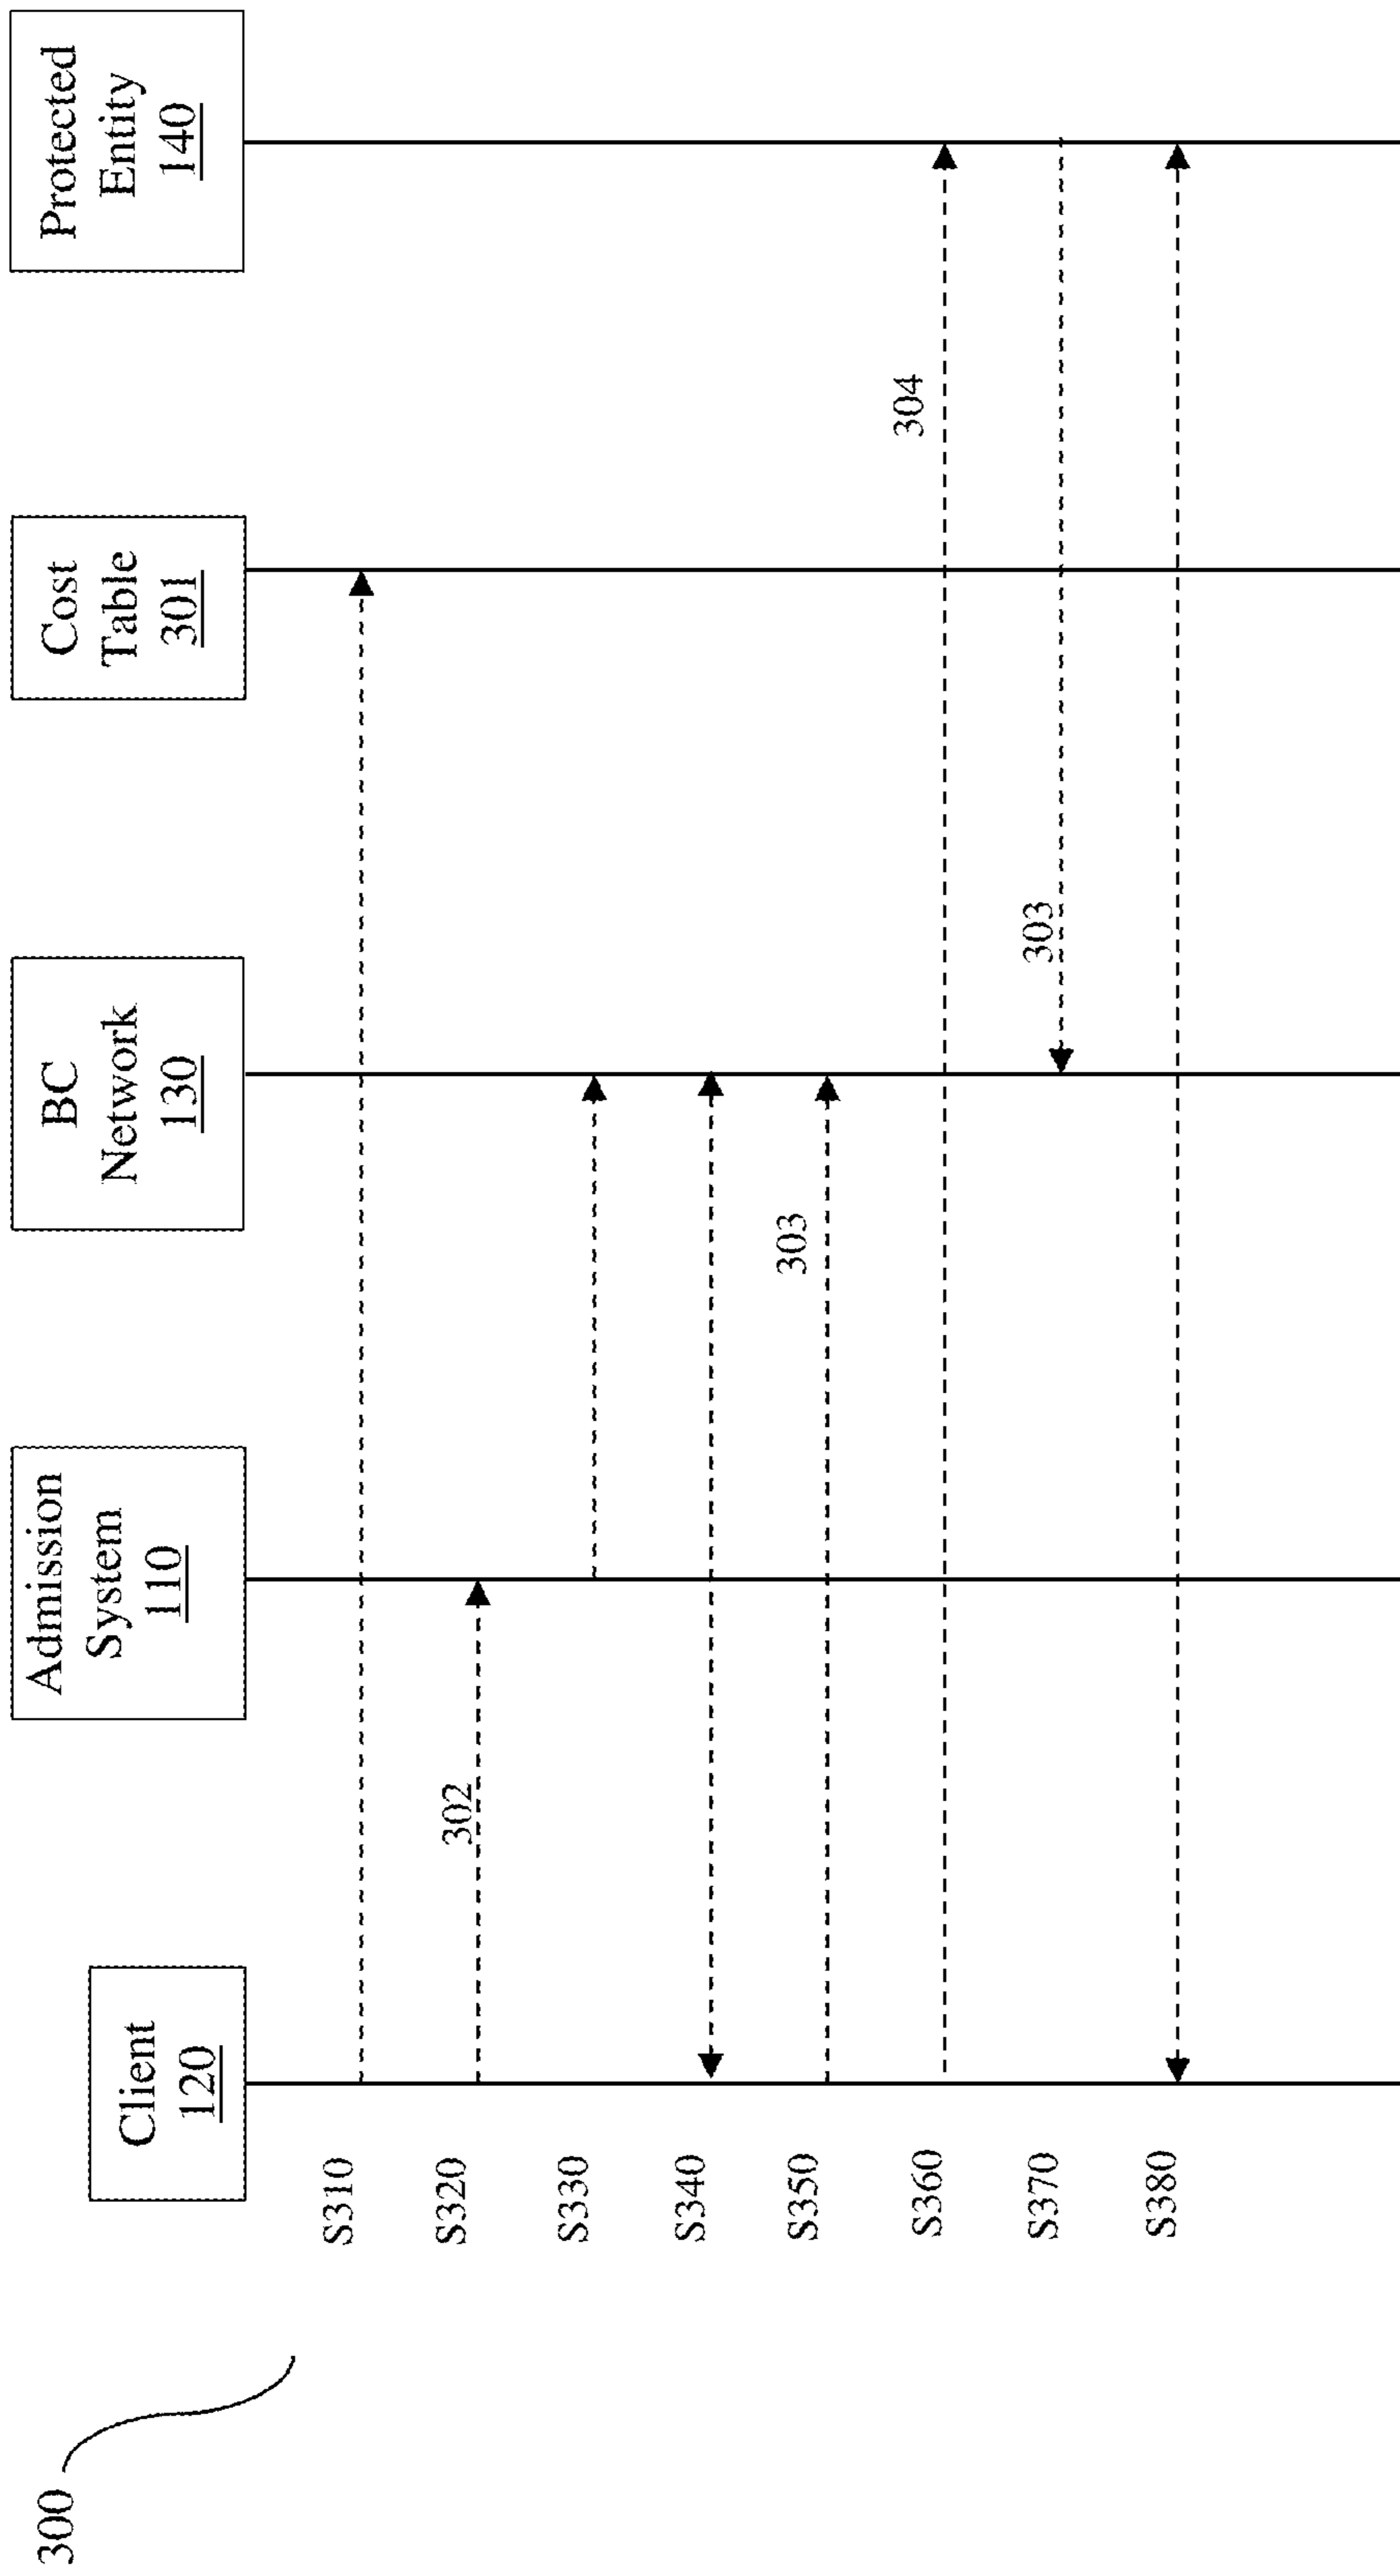 300
Client
120
Admission
System
110
BC
Network
130
Cost
Table
301
Protected
Entity
140
S310
S320
302
S330
S340
S350
303
S360
304
S370
303
S380